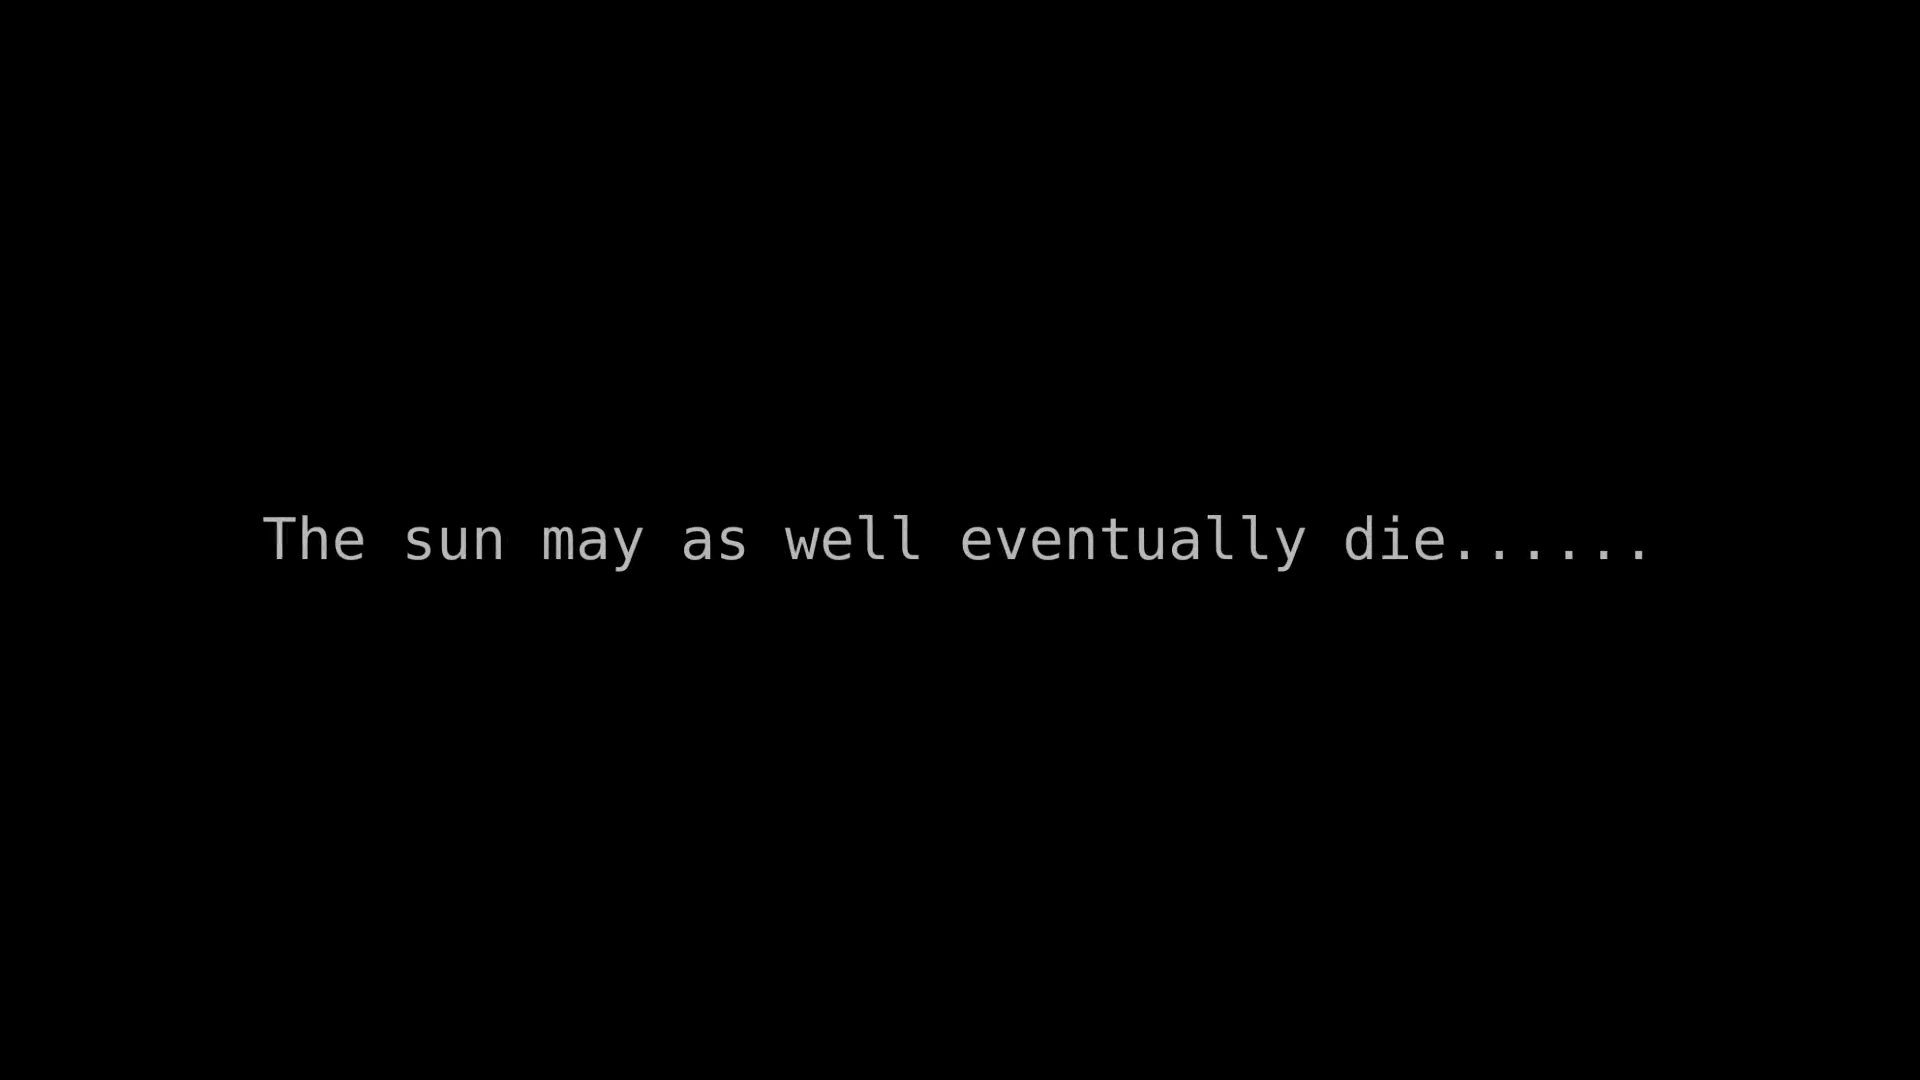 The sun may as well eventually die......